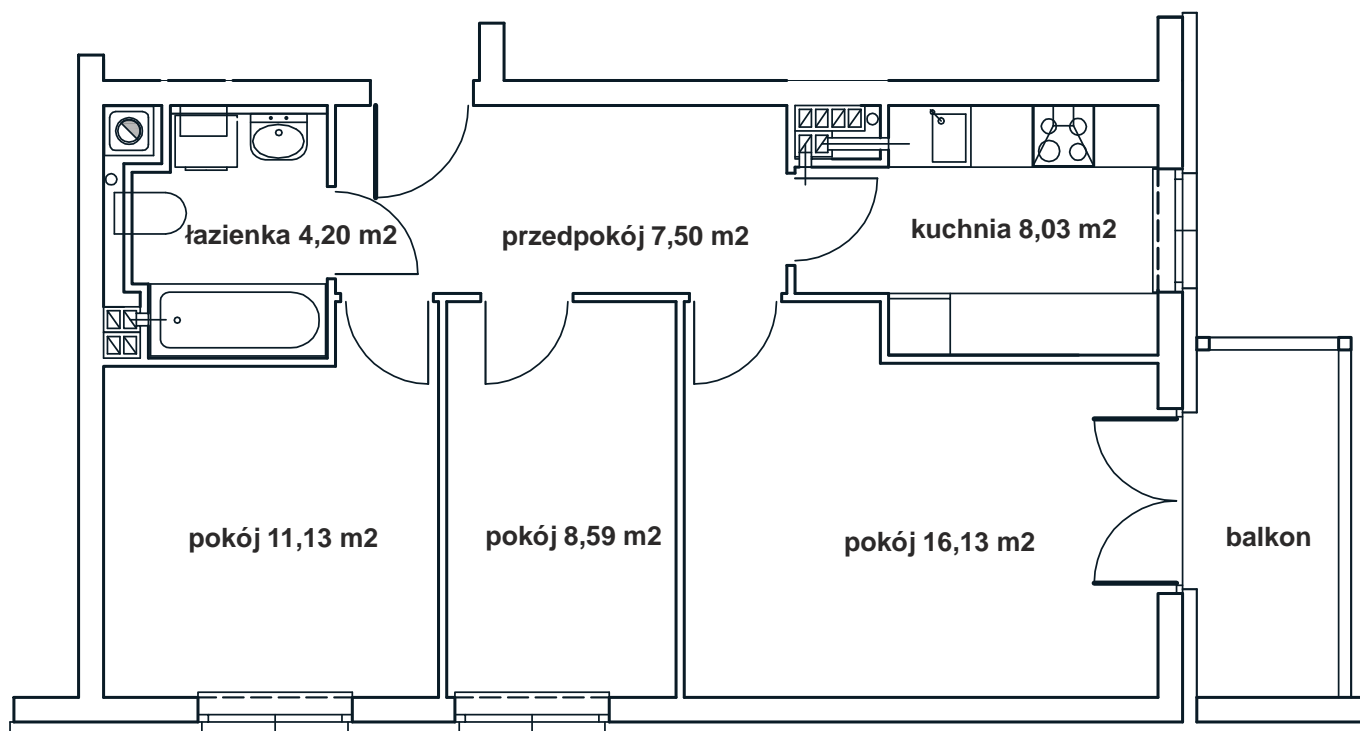 łazienka 4,20 m2
przedpokój 7,50 m2
kuchnia 8,03 m2
pokój 11,13 m2
pokój 8,59 m2
pokój 16,13 m2
balkon